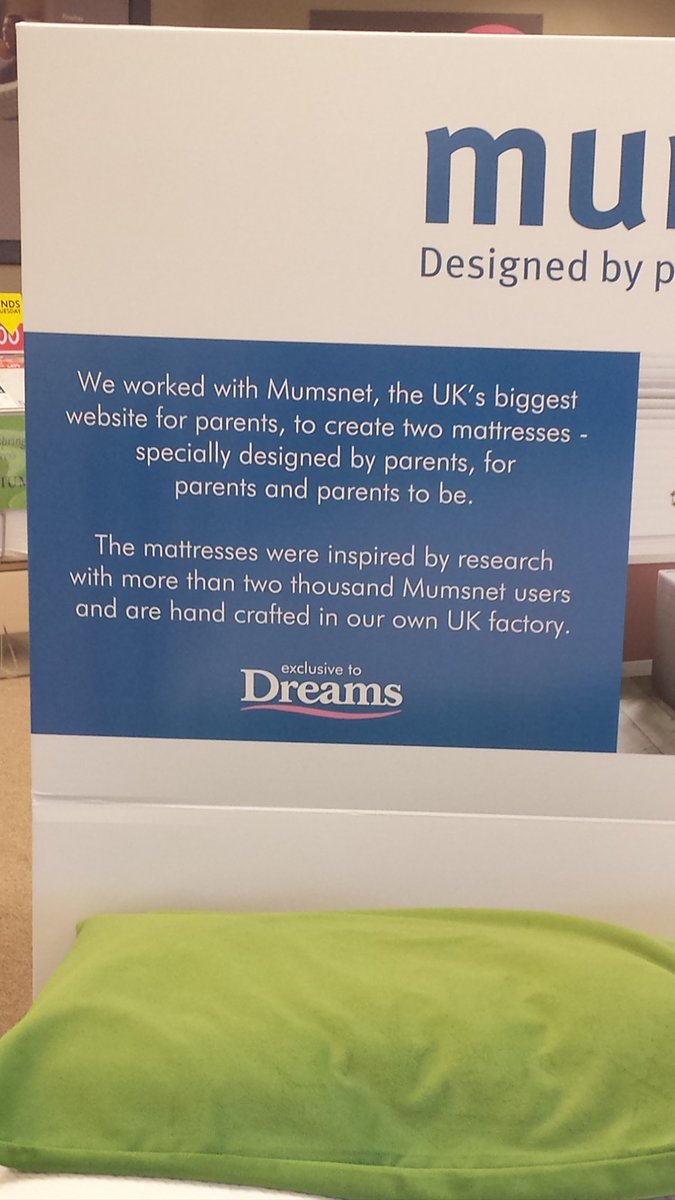 mu
Designed by p
NDS
We worked with Mumsnet, the UK's biggest
website for parents, to create two mattresses -
specially designed by parents, for
parents and parents to be.
The mattresses were inspired by research
with more than two thousand Mumsnet users
and are hand crafted in our own UK factory.
exclusive to
Dreams